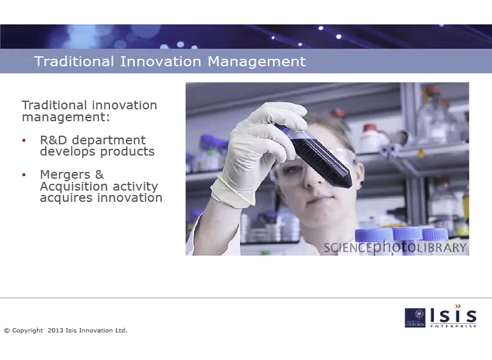 Traditional Innovation Management
Traditional innovation
management:
• R&D department
develops products
• Mergers &
Acquisition activity
acquires innovation
SCIENCEphotoLIBRARY
Isis
ENTERPRISE
© Copyright 2013 Isis Innovation Ltd.